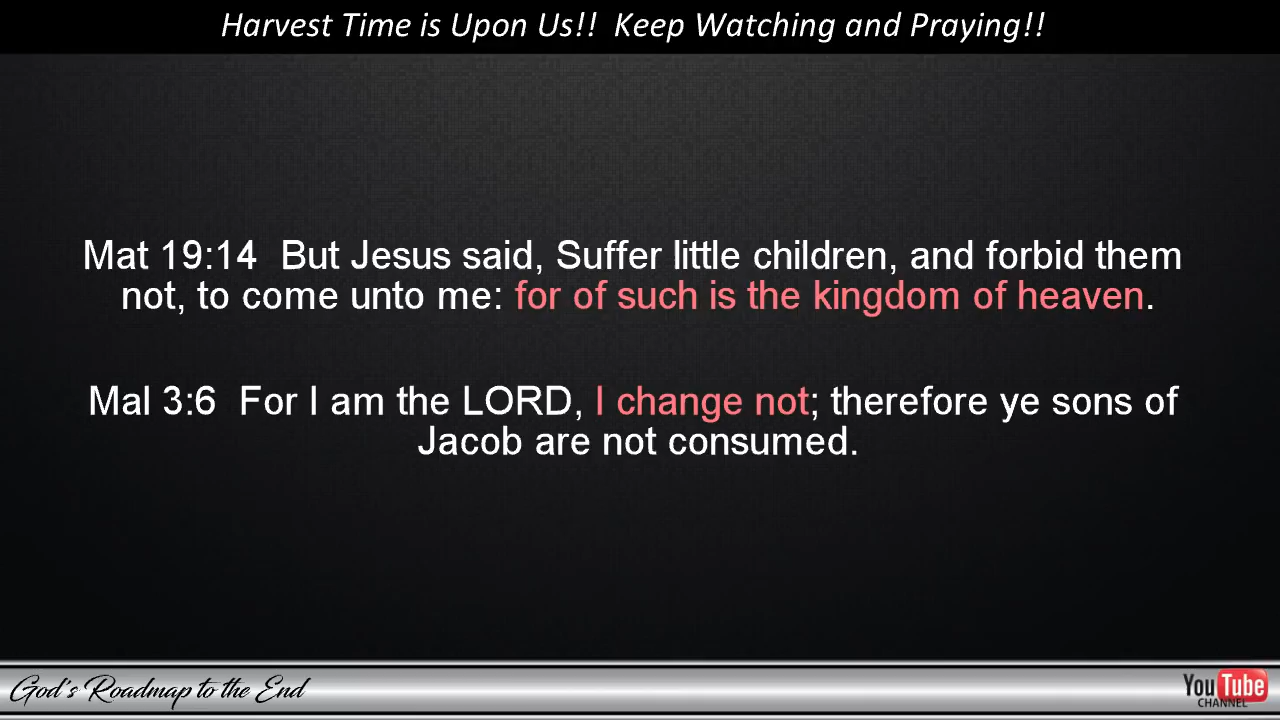 Harvest Time is Upon Us!!  Keep Watching and Praying!!
Mat 19:14  But Jesus said, Suffer little children, and forbid them
not, to come unto me: for of such is the kingdom of heaven.
Mal 3:6  For I am the LORD, I change not; therefore ye sons of
Jacob are not consumed.
God's Roadmap to the End
YouTube
CHANNEL